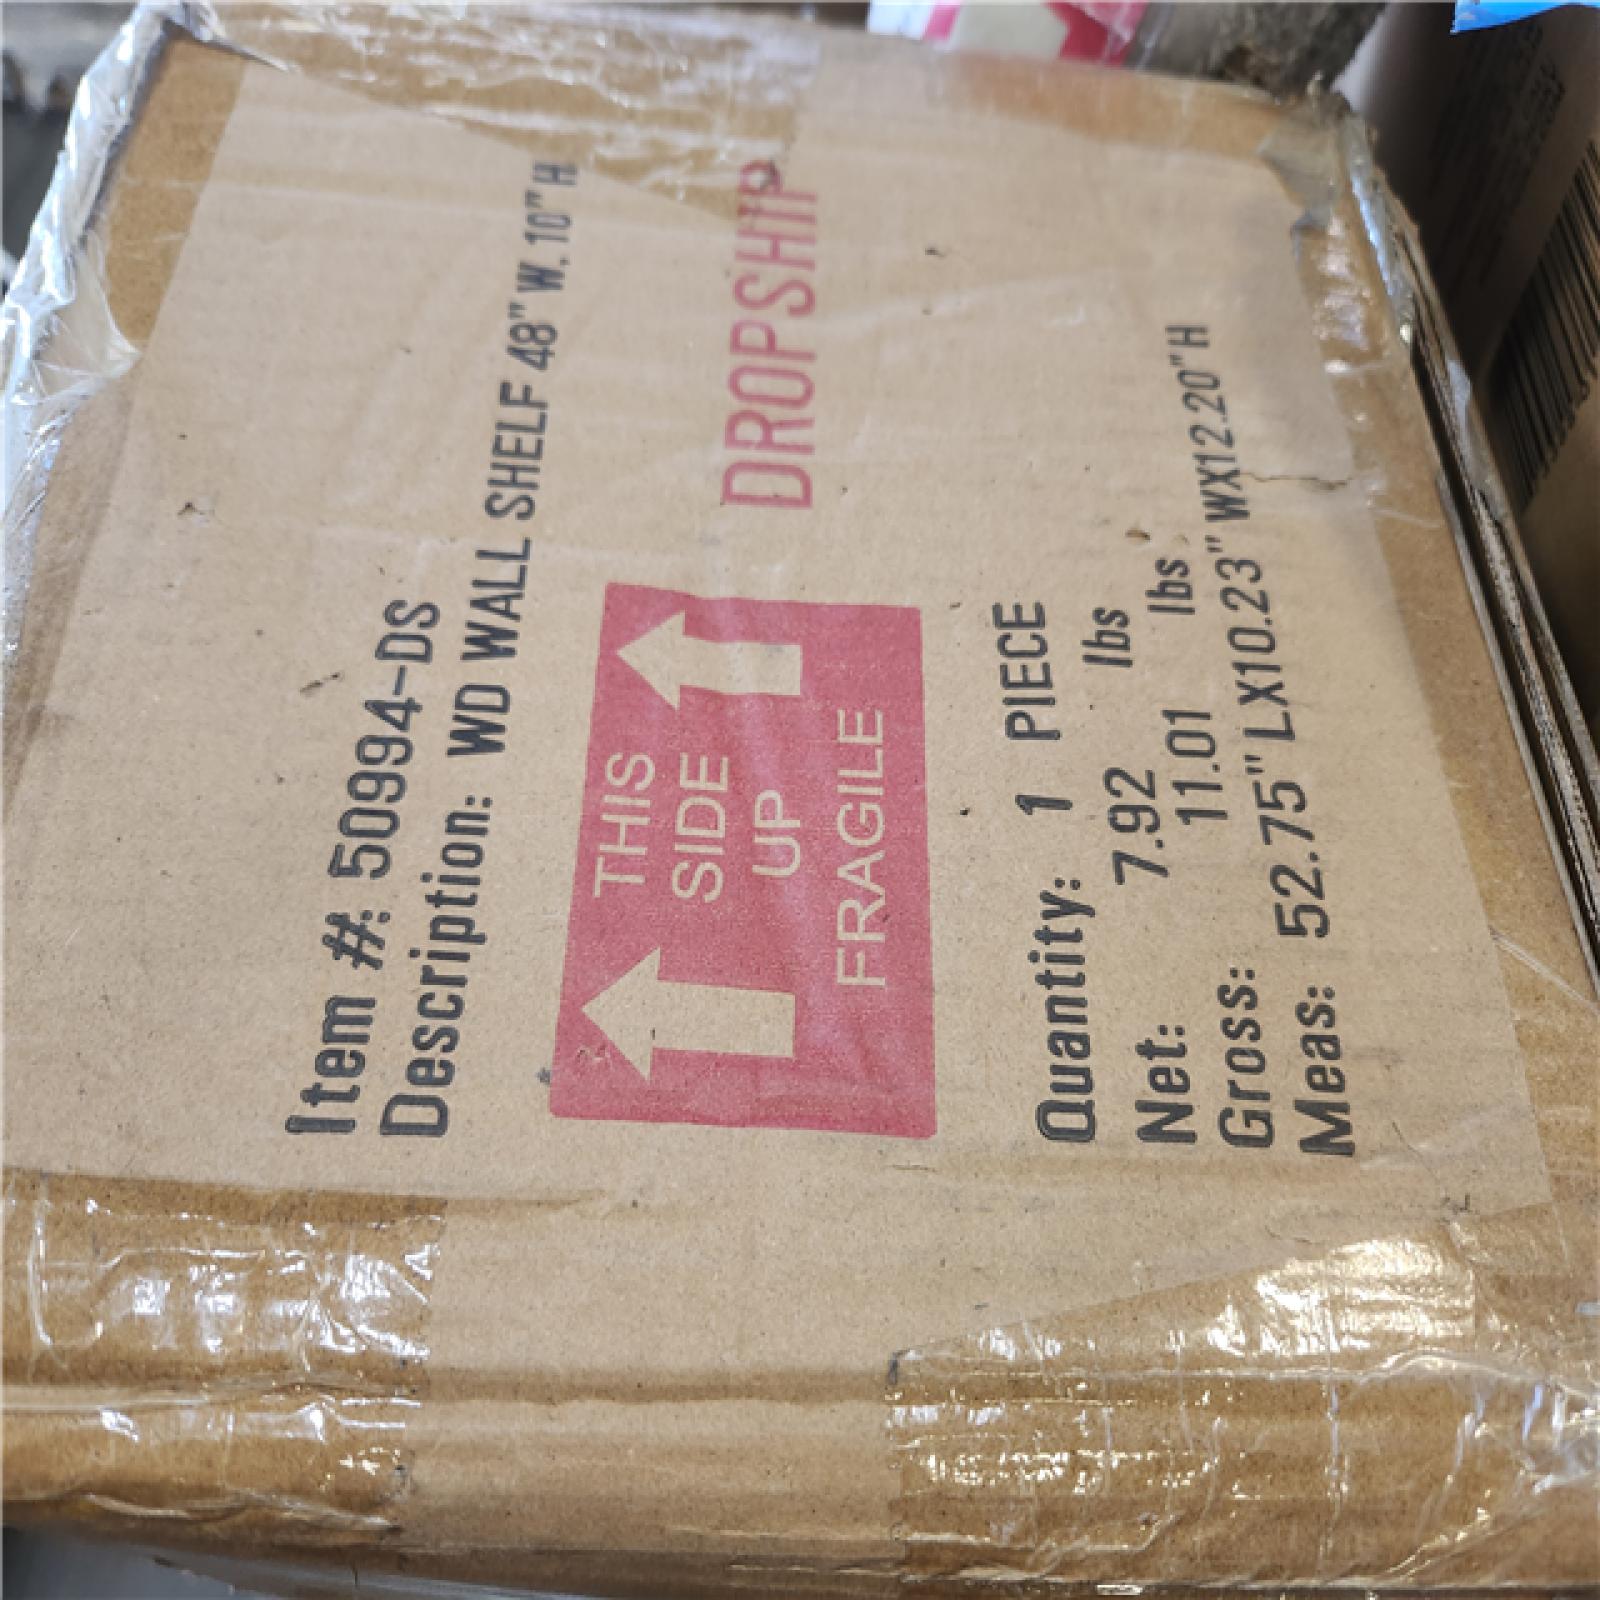 Item #: 50994-DS
Description: WD WALL SHELF 48" W, 10" H
THIS
SIDE
UP
FRAGILE
DROPSHIP
Quantity: 1 PIECE
Net: 7.92 lbs
Gross: 11.01 lbs
Meas: 52.75" LX10.23" WX12.20" H